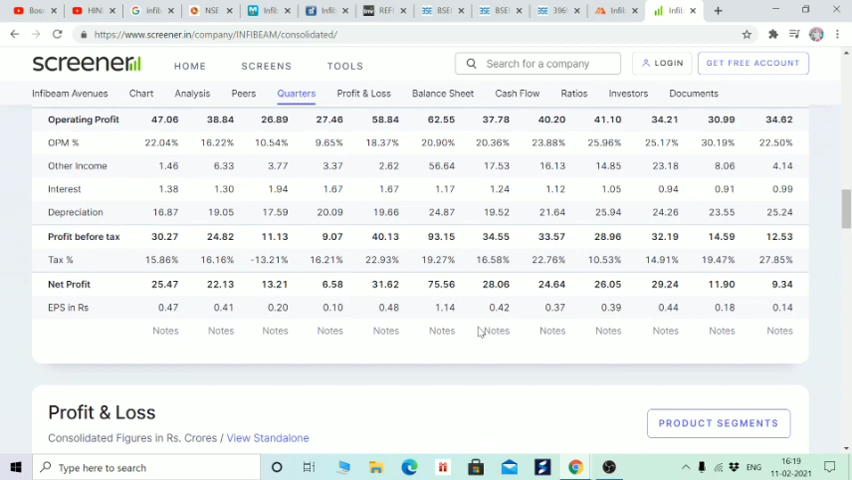 Bos
HIN
infib
NSE
Infib
Infib
REF
BSEI
BSEI
3966
Infib
Infib
https://www.screener.in/company/INFIBEAM/consolidated/
screener
HOME
SCREENS
TOOLS
Search for a company
LOGIN
GET FREE ACCOUNT
Infibeam Avenues Chart Analysis Peers Quarters Profit & Loss Balance Sheet Cash Flow Ratios Investors Documents
Operating Profit 47.06 38.84 26.89 27.46 58.84 62.55 37.78 40.20 41.10 34.21 30.99 34.62
OPM % 22.04% 16.22% 10.54% 9.65% 18.37% 20.90% 20.36% 23.88% 25.96% 25.17% 30.19% 22.50%
Other Income 1.46 6.33 3.77 3.37 2.62 56.64 17.53 16.13 14.85 23.18 8.06 4.14
Interest 1.38 1.30 1.94 1.67 1.67 1.17 1.24 1.12 1.05 0.94 0.91 0.99
Depreciation 16.87 19.05 17.59 20.09 19.66 24.87 19.52 21.64 25.94 24.26 23.55 25.24
Profit before tax 30.27 24.82 11.13 9.07 40.13 93.15 34.55 33.57 28.96 32.19 14.59 12.53
Tax % 15.86% 16.16% -13.21% 16.21% 22.93% 19.27% 16.58% 22.76% 10.53% 14.91% 19.47% 27.85%
Net Profit 25.47 22.13 13.21 6.58 31.62 75.56 28.06 24.64 26.05 29.24 11.90 9.34
EPS in Rs 0.47 0.41 0.20 0.10 0.48 1.14 0.42 0.37 0.39 0.44 0.18 0.14
Notes Notes Notes Notes Notes Notes Notes Notes Notes Notes Notes Notes
Profit & Loss
Consolidated Figures in Rs. Crores / View Standalone
PRODUCT SEGMENTS
Type here to search
ENG
16:19
11-02-2021